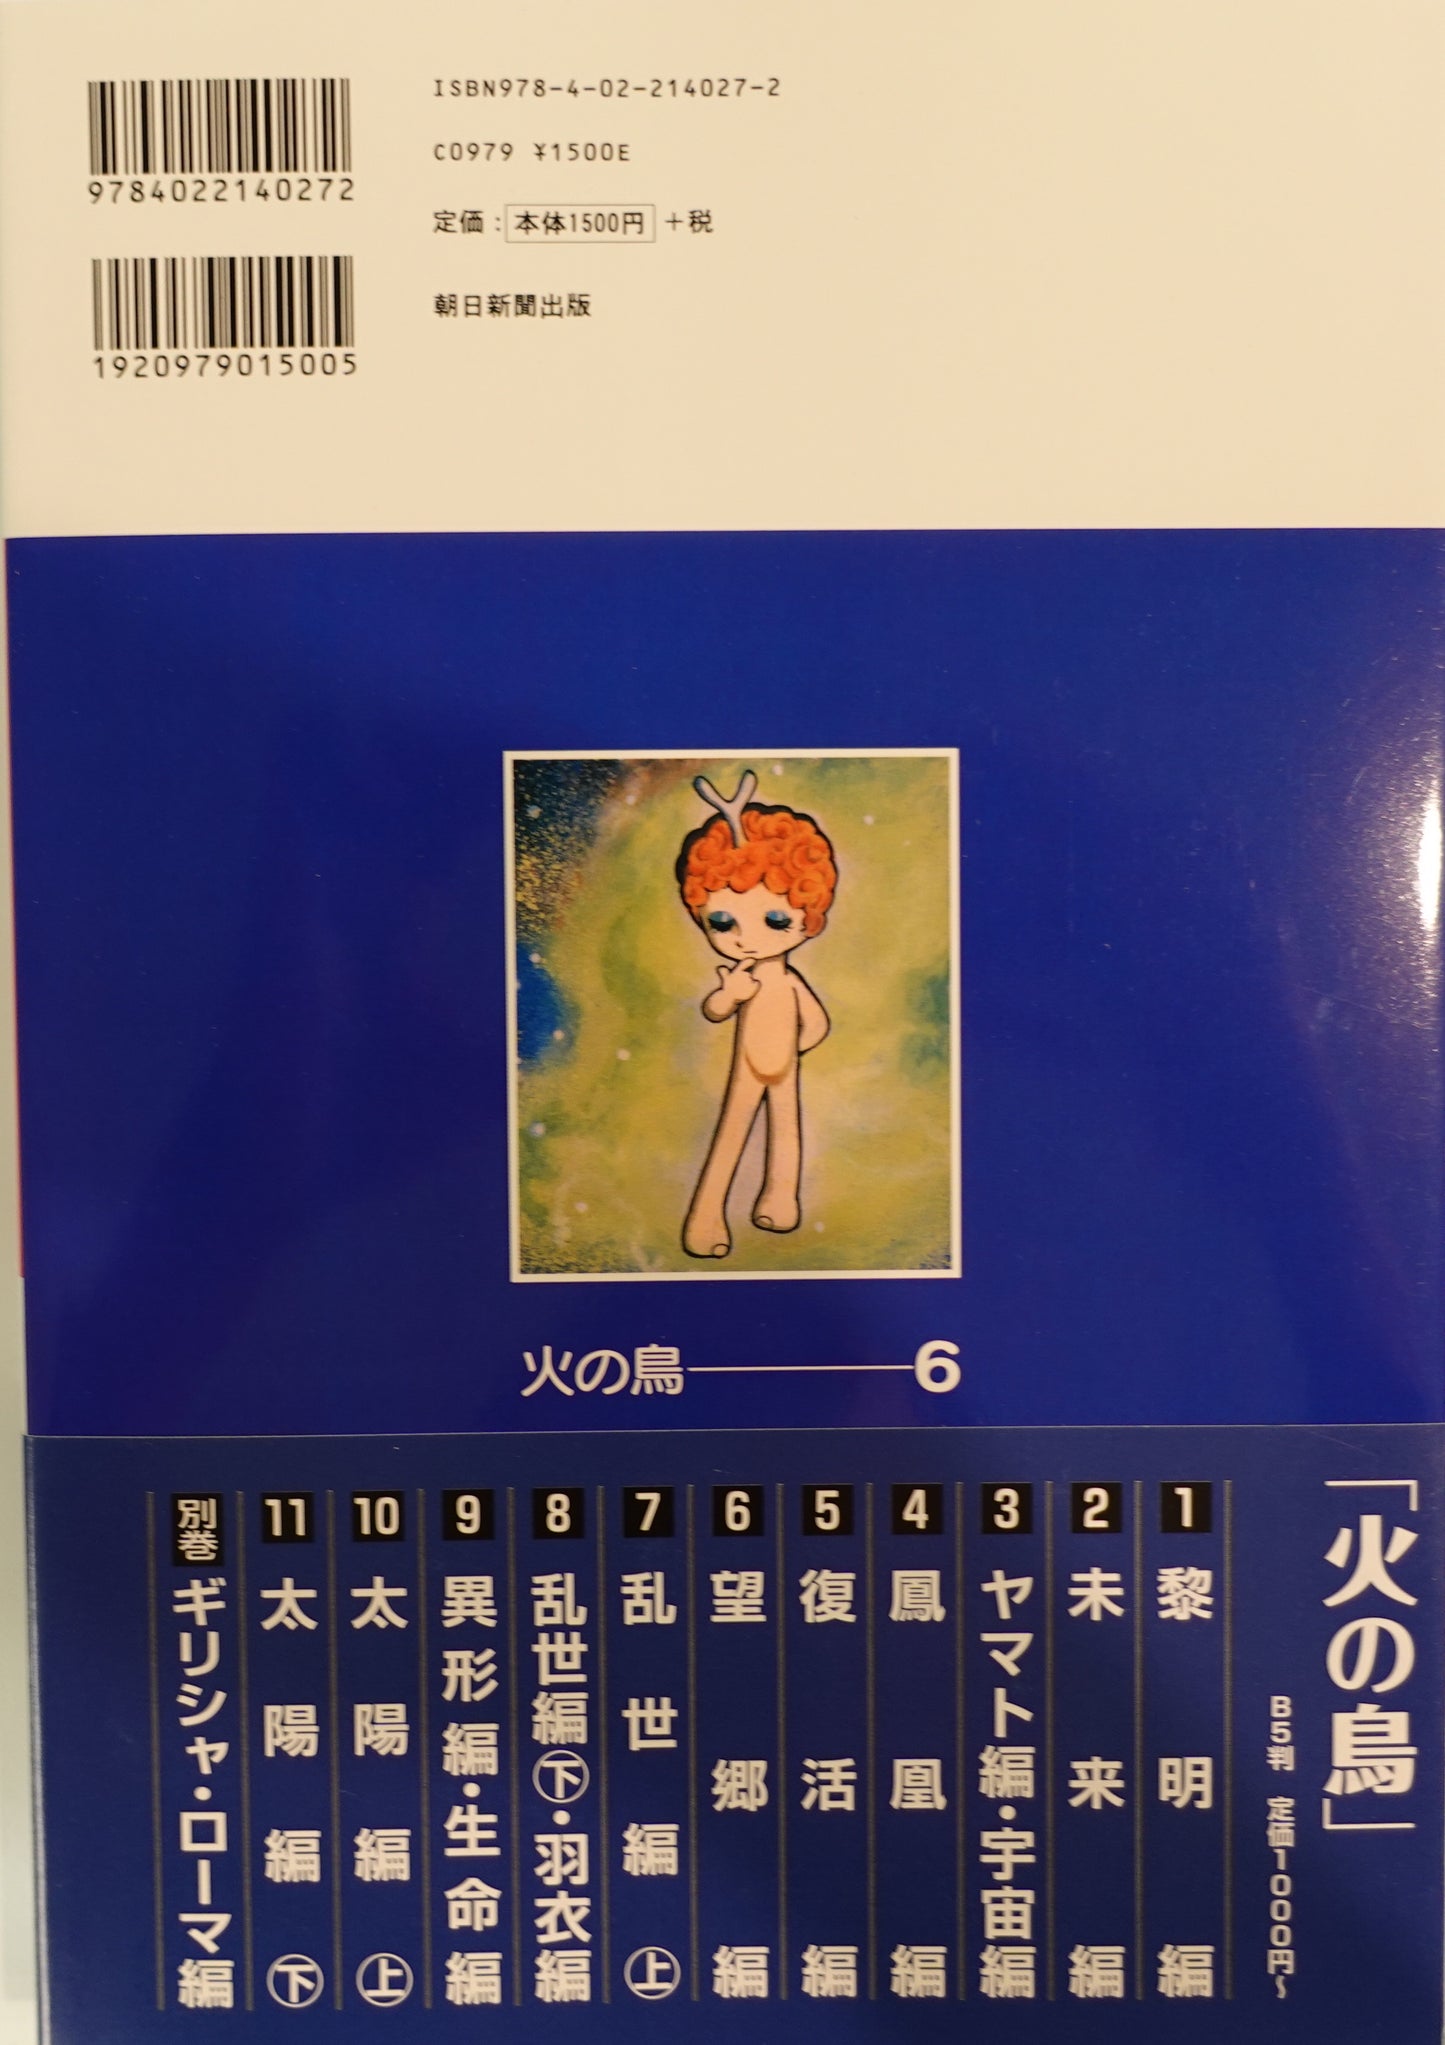 ISBN978-4-02-214027-2
C0979 ¥1500E
9784022140272
定価：本体1500円＋税
朝日新聞出版
1920979015005
火の鳥――6
「火の鳥」
B5判 定価1000円～
1 黎明編
2 未来編
3 ヤマト編・宇宙編
4 鳳凰編
5 復活編
6 望郷編
7 乱世編㊤
8 乱世編㊦・羽衣編
9 異形編・生命編
10 太陽編㊤
11 太陽編㊦
別巻 ギリシャ・ローマ編